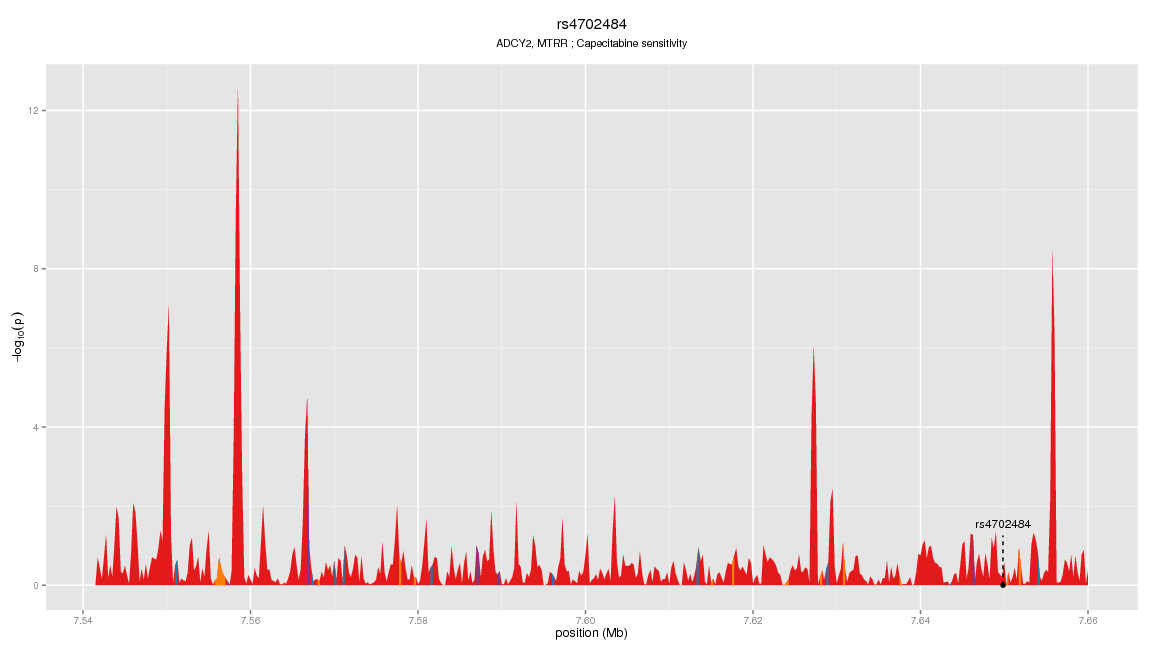 rs4702484
ADCY2, MTRR ; Capecitabine sensitivity
12
8
4
0
−log10(p)
rs4702484
7.54 7.56 7.58 7.60 7.62 7.64 7.66
position (Mb)